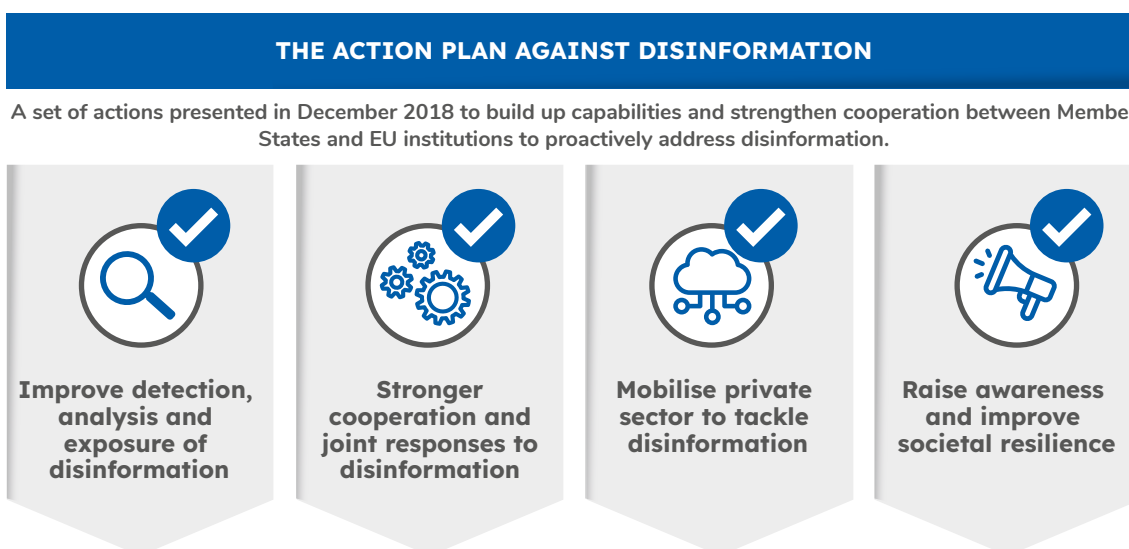 THE ACTION PLAN AGAINST DISINFORMATION
A set of actions presented in December 2018 to build up capabilities and strengthen cooperation between Membe
States and EU institutions to proactively address disinformation.
Improve detection,
analysis and
exposure of
disinformation
Stronger
cooperation and
joint responses to
disinformation
Mobilise private
sector to tackle
disinformation
Raise awareness
and improve
societal resilience